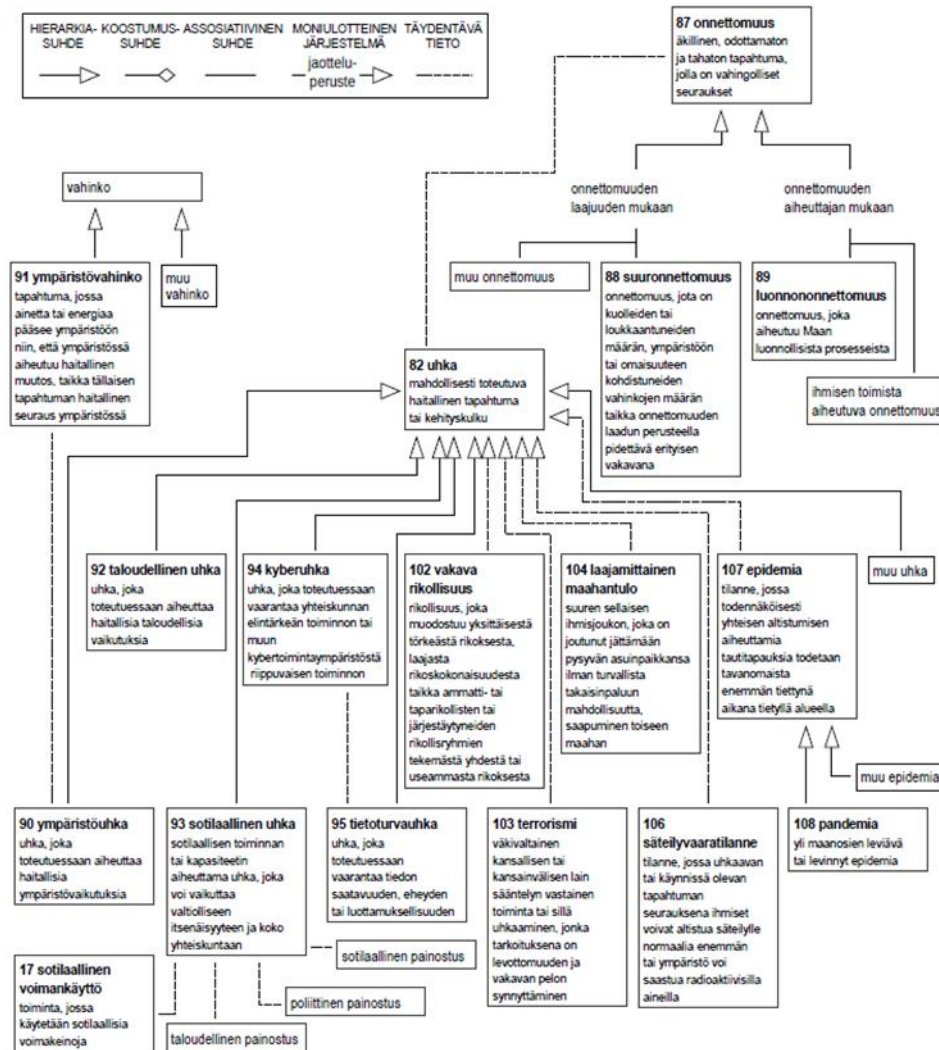 HIERARKIA-
SUHDE
KOOSTUMUS-
SUHDE
ASSOSIATIIVINEN
SUHDE
MONIULOTTEINEN
JÄRJESTELMÄ
jaottelu-
peruste
TÄYDENTÄVÄ
TIETO
87 onnettomuus
äkillinen, odottamaton
ja tahaton tapahtuma,
jolla on vahingolliset
seuraukset
onnettomuuden
laajuuden mukaan
onnettomuuden
aiheuttajan mukaan
vahinko
91 ympäristövahinko
tapahtuma, jossa
ainetta tai energiaa
pääsee ympäristöön
niin, että ympäristössä
aiheutuu haitallinen
muutos, taikka tällaisen
tapahtuman haitallinen
seuraus ympäristössä
muu
vahinko
muu onnettomuus
88 suuronnettomuus
onnettomuus, jota on
kuolleiden tai
loukkaantuneiden
määrän, ympäristöön
tai omaisuuteen
kohdistuneiden
vahinkojen määrän
taikka onnettomuuden
laadun perusteella
pidettävä erityisen
vakavana
89
luonnononnettomuus
onnettomuus, joka
aiheutuu Maan
luonnollisista prosesseista
ihmisen toimista
aiheutuva onnettomuus
82 uhka
mahdollisesti toteutuva
haitallinen tapahtuma
tai kehityskulku
92 taloudellinen uhka
uhka, joka
toteutuessaan aiheuttaa
haitallisia taloudellisia
vaikutuksia
94 kyberuhka
uhka, joka toteutuessaan
vaarantaa yhteiskunnan
elintärkeän toiminnon tai
muun
kybertoimintaympäristöstä
riippuvaisen toiminnon
102 vakava
rikollisuus
rikollisuus, joka
muodostuu yksittäisestä
törkeästä rikoksesta,
laajasta
rikoskokonaisuudesta
taikka ammatti- tai
taparikollisten tai
järjestäytyneiden
rikollisryhmien
tekemästä yhdestä tai
useammasta rikoksesta
104 laajamittainen
maahantulo
suuren sellaisen
ihmisjoukon, joka on
joutunut jättämään
pysyvän asuinpaikkansa
ilman turvallista
takaisinpaluun
mahdollisuutta,
saapuminen toiseen
maahan
107 epidemia
tilanne, jossa
todennäköisesti
yhteisen altistumisen
aiheuttamia
tautitapauksia todetaan
tavanomaista
enemmän tiettynä
aikana tietyllä alueella
muu uhka
muu epidemia
90 ympäristöuhka
uhka, joka
toteutuessaan aiheuttaa
haitallisia
ympäristövaikutuksia
93 sotilaallinen uhka
sotilaallisen toiminnan
tai kapasiteetin
aiheuttama uhka, joka
voi vaikuttaa
valtiolliseen
itsenäisyyteen ja koko
yhteiskuntaan
95 tietoturvauhka
uhka, joka
toteutuessaan
vaarantaa tiedon
saatavuuden, eheyden
tai luottamuksellisuuden
103 terrorismi
väkivaltainen
kansallisen tai
kansainvälisen lain
sääntelyn vastainen
toiminta tai sillä
uhkaaminen, jonka
tarkoituksena on
levottomuuden ja
vakavan pelon
synnyttäminen
106
säteilyvaaratilanne
tilanne, jossa uhkaavan
tai käynnissä olevan
tapahtuman
seurauksena ihmiset
voivat altistua säteilylle
normaalia enemmän
tai ympäristö voi
saastua radioaktiivisilla
aineilla
108 pandemia
yli maanosien leviävä
tai levinnyt epidemia
17 sotilaallinen
voimankäyttö
toiminta, jossa
käytetään sotilaallisia
voimakeinoja
sotilaallinen painostus
poliittinen painostus
taloudellinen painostus